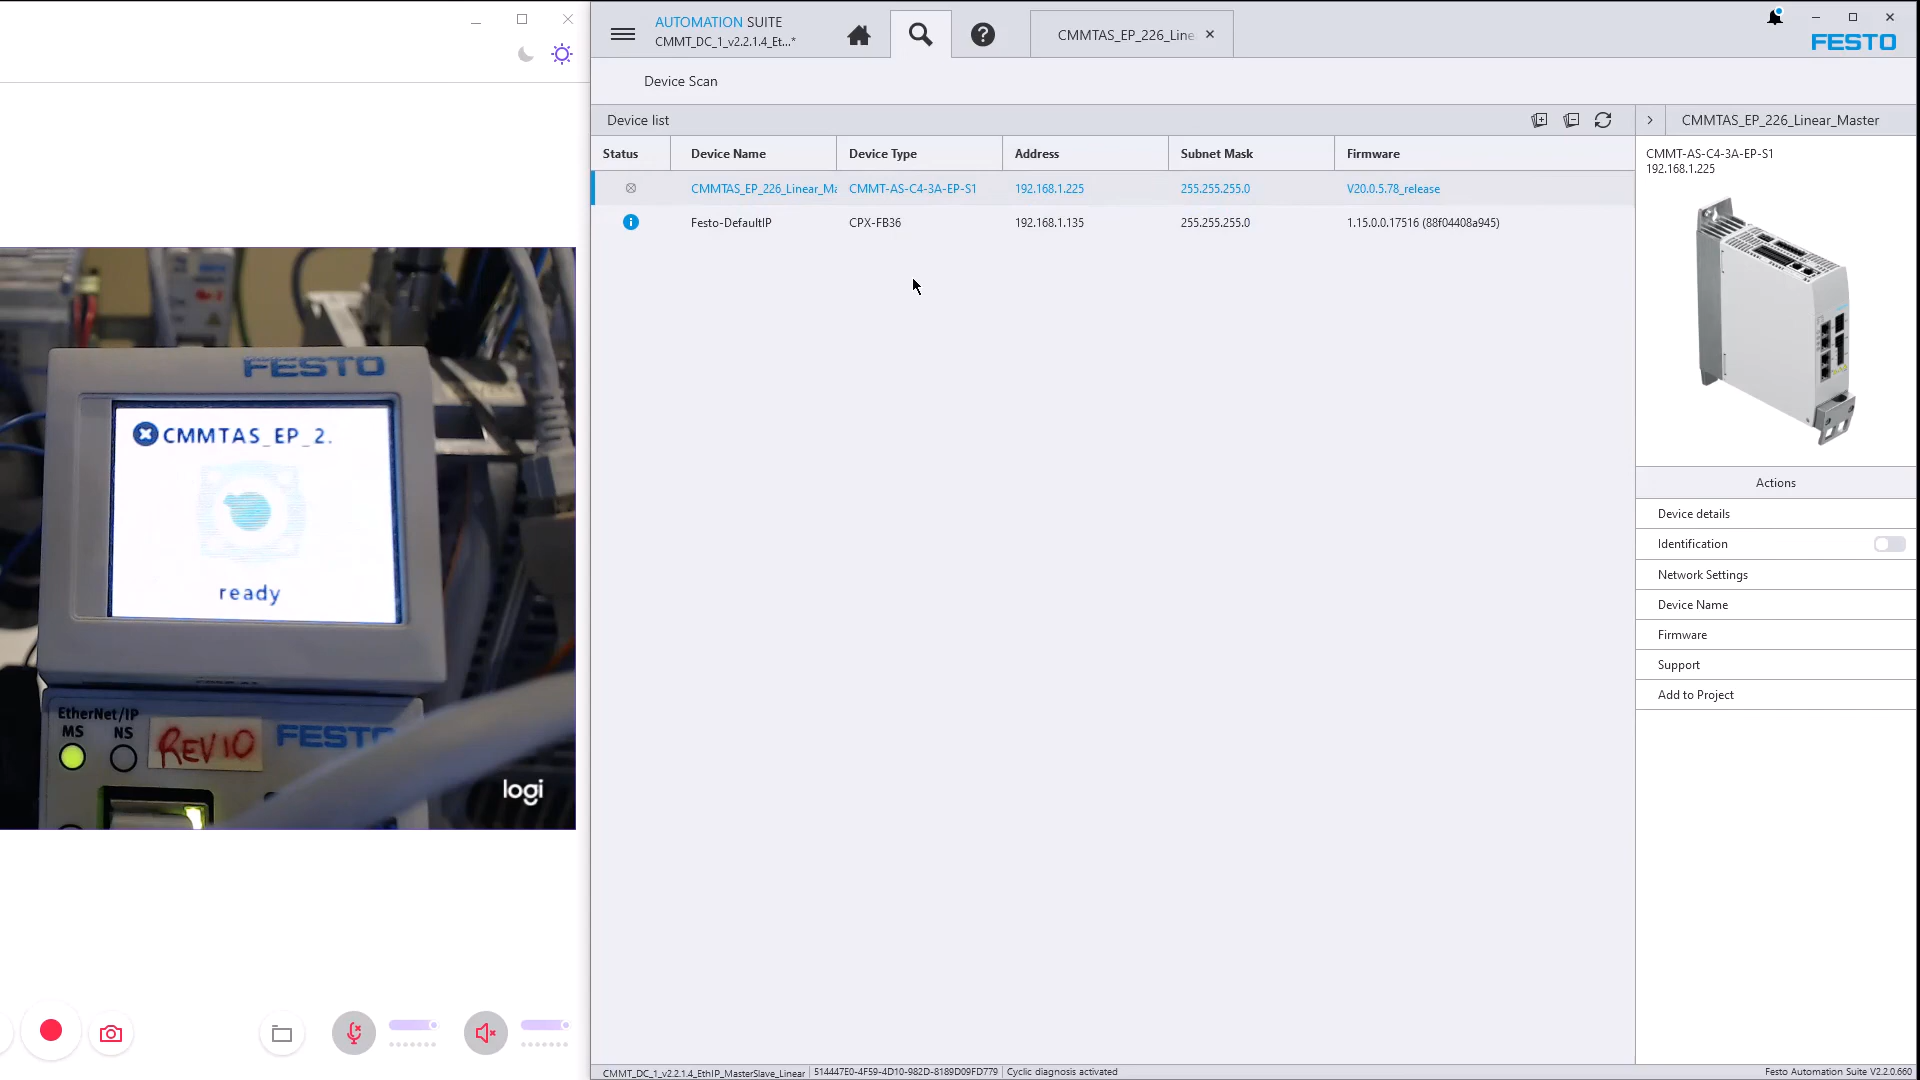 AUTOMATION SUITE
CMMT_DC_1_v2.2.1.4_Et...*
CMMTAS_EP_226_Line
FESTO
Device Scan
Device list
CMMTAS_EP_226_Linear_Master
Status
Device Name
Device Type
Address
Subnet Mask
Firmware
CMMTAS_EP_226_Linear_Ma
CMMT-AS-C4-3A-EP-S1
192.168.1.225
255.255.255.0
V20.0.5.78_release
Festo-DefaultIP
CPX-FB36
192.168.1.135
255.255.255.0
1.15.0.0.17516 (88f04408a945)
CMMT-AS-C4-3A-EP-S1
192.168.1.225
Actions
Device details
Identification
Network Settings
Device Name
Firmware
Support
Add to Project
FESTO
CMMTAS_EP_2.
ready
EtherNet/IP
MS
NS
REV10
FESTO
logi
CMMT_DC_1_v2.2.1.4_EthIP_MasterSlave_Linear
514447E0-4F59-4D10-982D-8189D09FD779
Cyclic diagnosis activated
Festo Automation Suite V2.2.0.660